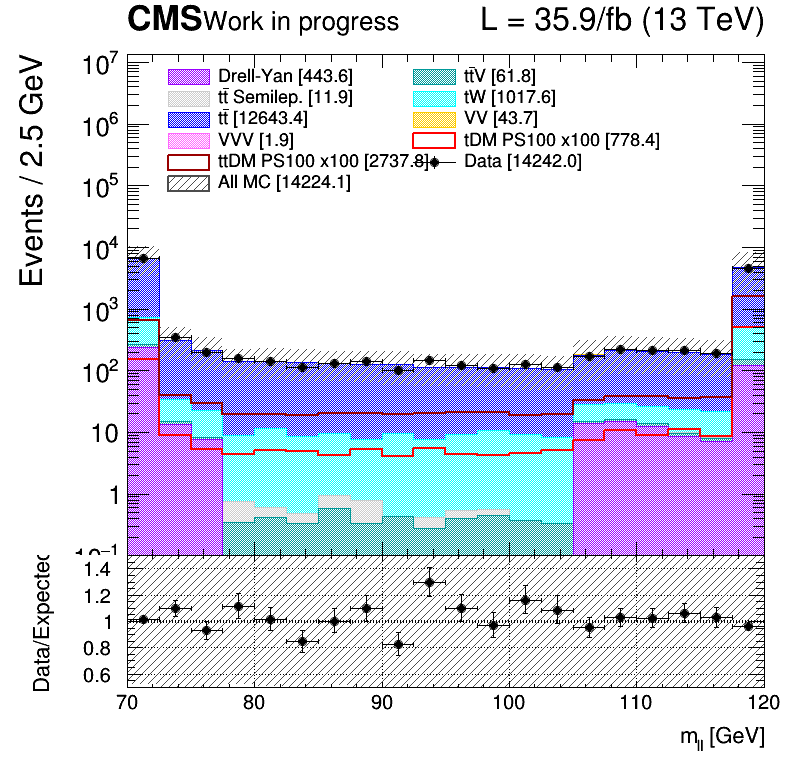 CMS Work in progress L = 35.9/fb (13 TeV)
Events / 2.5 GeV
10⁷
10⁶
10⁵
10⁴
10³
10²
10
1
10⁻¹
Drell-Yan [443.6]
tt̄ Semilep. [11.9]
tt̄ [12643.4]
VVV [1.9]
ttDM PS100 x100 [2737.8]
All MC [14224.1]
tt̄V [61.8]
tW [1017.6]
VV [43.7]
tDM PS100 x100 [778.4]
Data [14242.0]
Data/Expected
1.4
1.2
1
0.8
0.6
70 80 90 100 110 120
m_ll [GeV]